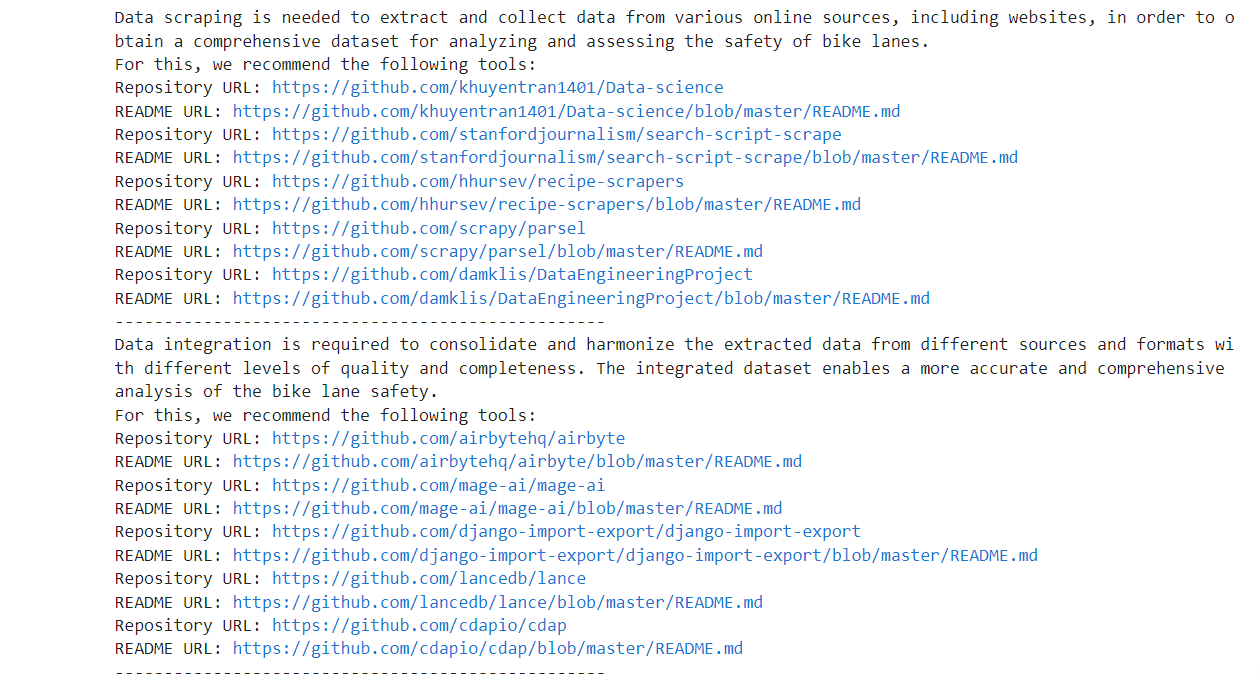 Data scraping is needed to extract and collect data from various online sources, including websites, in order to o
btain a comprehensive dataset for analyzing and assessing the safety of bike lanes.
For this, we recommend the following tools:
Repository URL: https://github.com/khuyentran1401/Data-science
README URL: https://github.com/khuyentran1401/Data-science/blob/master/README.md
Repository URL: https://github.com/stanfordjournalism/search-script-scrape
README URL: https://github.com/stanfordjournalism/search-script-scrape/blob/master/README.md
Repository URL: https://github.com/hhursev/recipe-scrapers
README URL: https://github.com/hhursev/recipe-scrapers/blob/master/README.md
Repository URL: https://github.com/scrapy/parsel
README URL: https://github.com/scrapy/parsel/blob/master/README.md
Repository URL: https://github.com/damklis/DataEngineeringProject
README URL: https://github.com/damklis/DataEngineeringProject/blob/master/README.md
--------------------------------------------------
Data integration is required to consolidate and harmonize the extracted data from different sources and formats wi
th different levels of quality and completeness. The integrated dataset enables a more accurate and comprehensive
analysis of the bike lane safety.
For this, we recommend the following tools:
Repository URL: https://github.com/airbytehq/airbyte
README URL: https://github.com/airbytehq/airbyte/blob/master/README.md
Repository URL: https://github.com/mage-ai/mage-ai
README URL: https://github.com/mage-ai/mage-ai/blob/master/README.md
Repository URL: https://github.com/django-import-export/django-import-export
README URL: https://github.com/django-import-export/django-import-export/blob/master/README.md
Repository URL: https://github.com/lancedb/lance
README URL: https://github.com/lancedb/lance/blob/master/README.md
Repository URL: https://github.com/cdapio/cdap
README URL: https://github.com/cdapio/cdap/blob/master/README.md
--------------------------------------------------